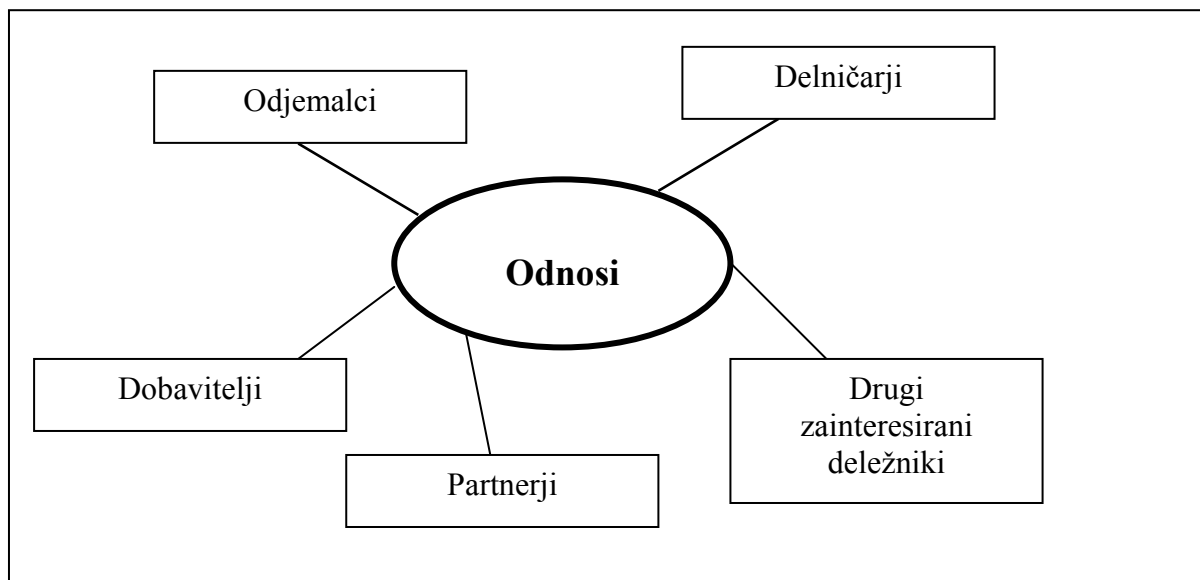 Odjemalci
Delničarji
Odnosi
Dobavitelji
Partnerji
Drugi
zainteresirani
deležniki